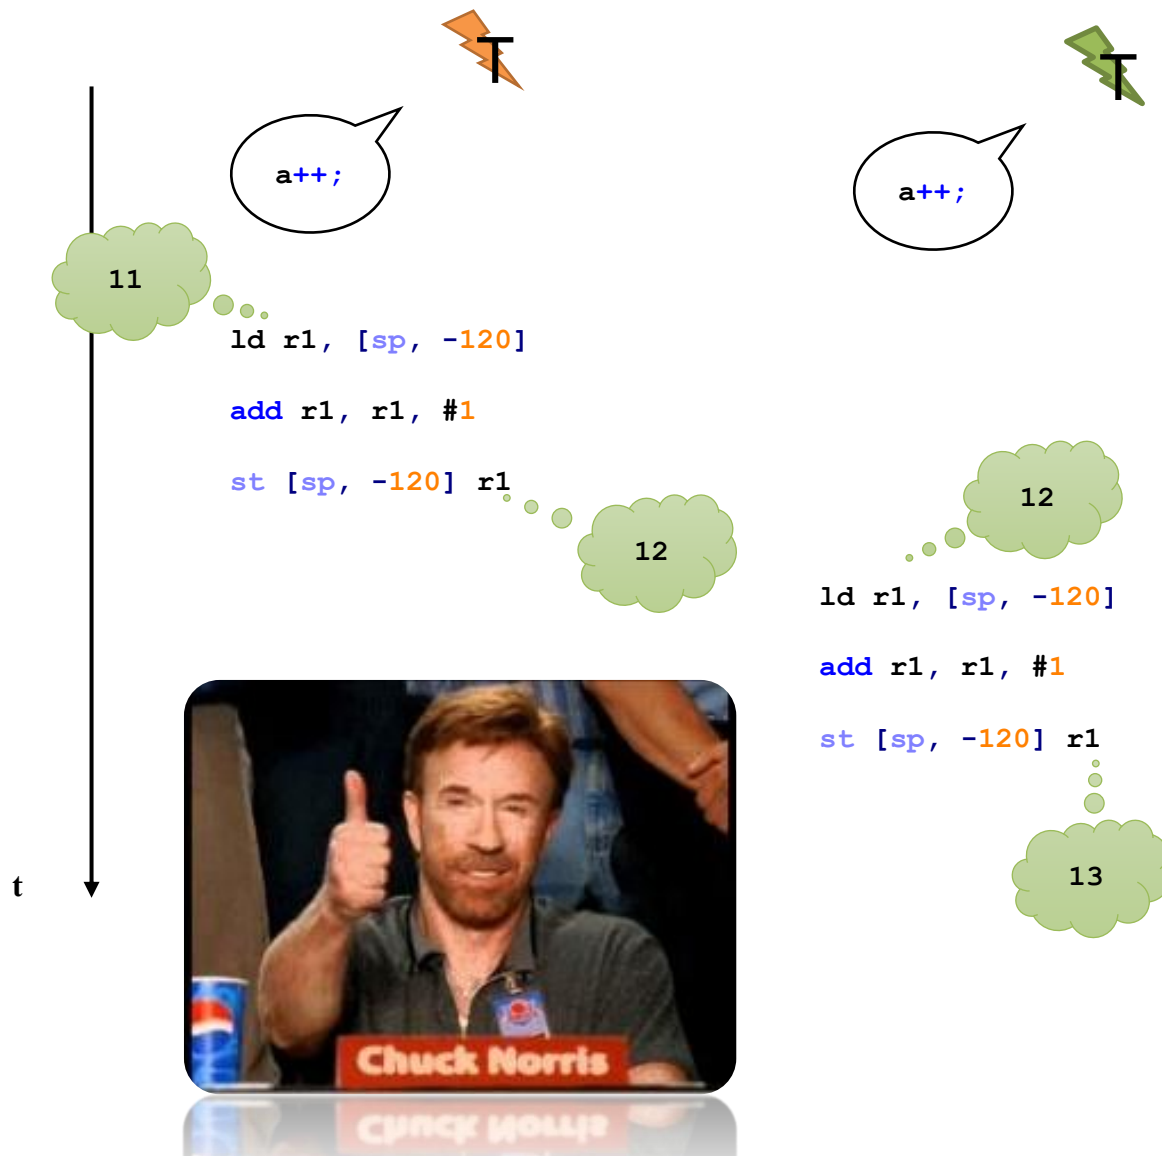 T
T
a++;
a++;
11
ld r1, [sp, -120]
add r1, r1, #1
st [sp, -120] r1
12
12
ld r1, [sp, -120]
add r1, r1, #1
st [sp, -120] r1
13
t
Chuck Norris